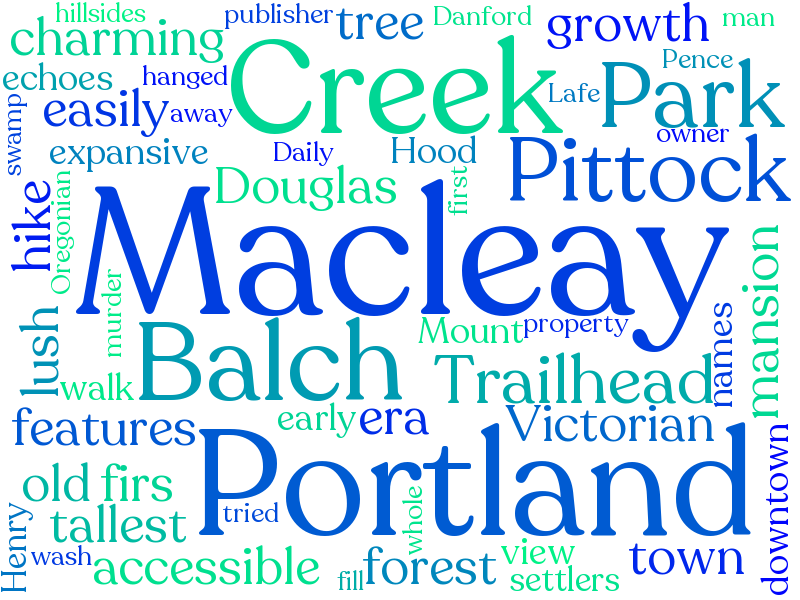 hillsides
publisher
tree
Danford
growth
man
charming
Creek
Pence
echoes
hanged
Lafe
Park
easily
away
owner
swamp
expansive
Daily
Hood
Pittock
hike
Oregonian
Douglas
first
Macleay
mansion
murder
lush
Balch
Mount
property
names
walk
Trailhead
features
early
era
Victorian
Portland
downtown
old
firs
tallest
tried
whole
Henry
wash
accessible
fill
forest
view
settlers
town